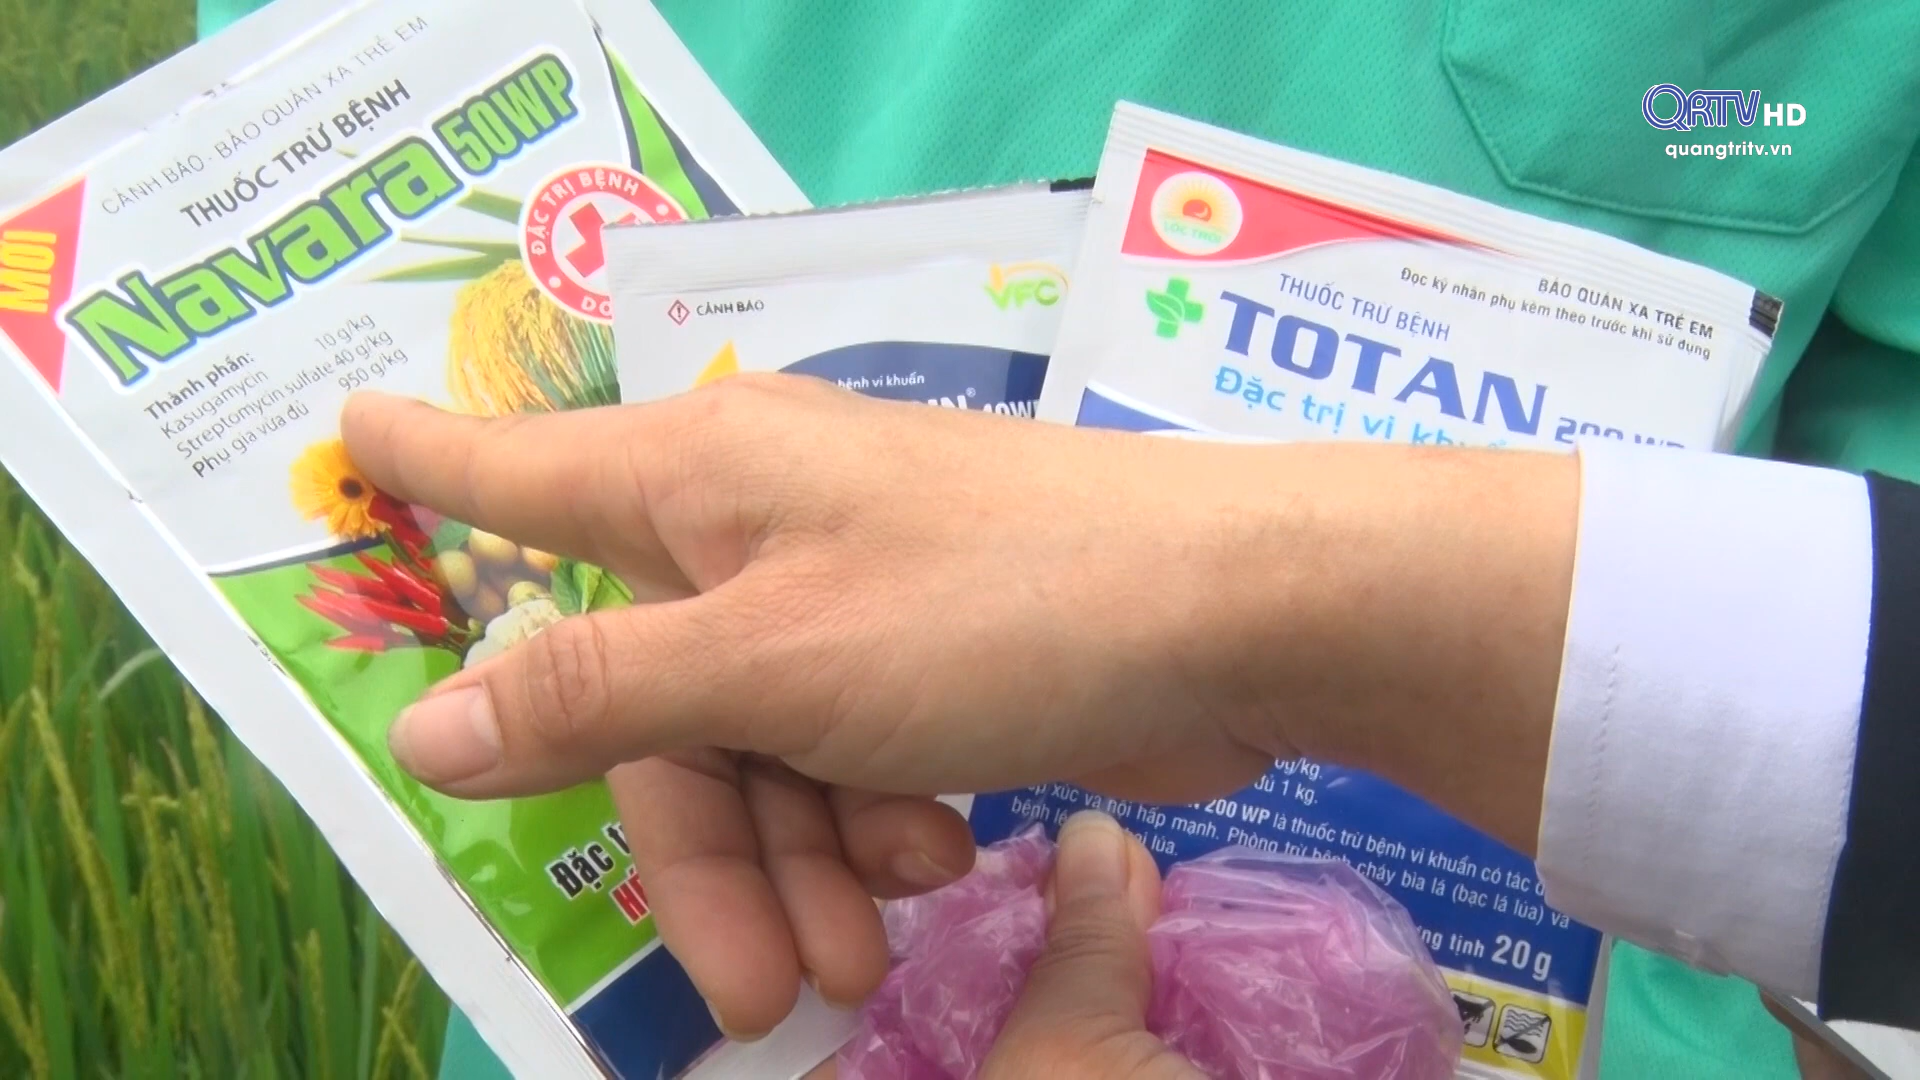 QRTV HD
quangtritv.vn
CẢNH BÁO - BẢO QUẢN XA TRẺ EM
THUỐC TRỪ BỆNH
Navara 50WP
MỚI
ĐẶC TRỊ BỆNH
Thành phần:
Kasugamycin 10 g/kg
Streptomycin sulfate 40 g/kg
Phụ gia vừa đủ 950 g/kg
Đặc
CẢNH BÁO
VFC
bệnh vi khuẩn
LỘC TRỜI
BẢO QUẢN XA TRẺ EM
Đọc kỹ nhãn phụ kèm theo trước khi sử dụng
THUỐC TRỪ BỆNH
TOTAN 200 WP
Đặc trị vi khuẩn
đủ 1 kg.
200 WP là thuốc trừ bệnh vi khuẩn có tác
xúc và nội hấp mạnh. Phòng trừ bệnh cháy bìa lá (bạc lá lúa) và
bệnh lúa.
tịnh 20g